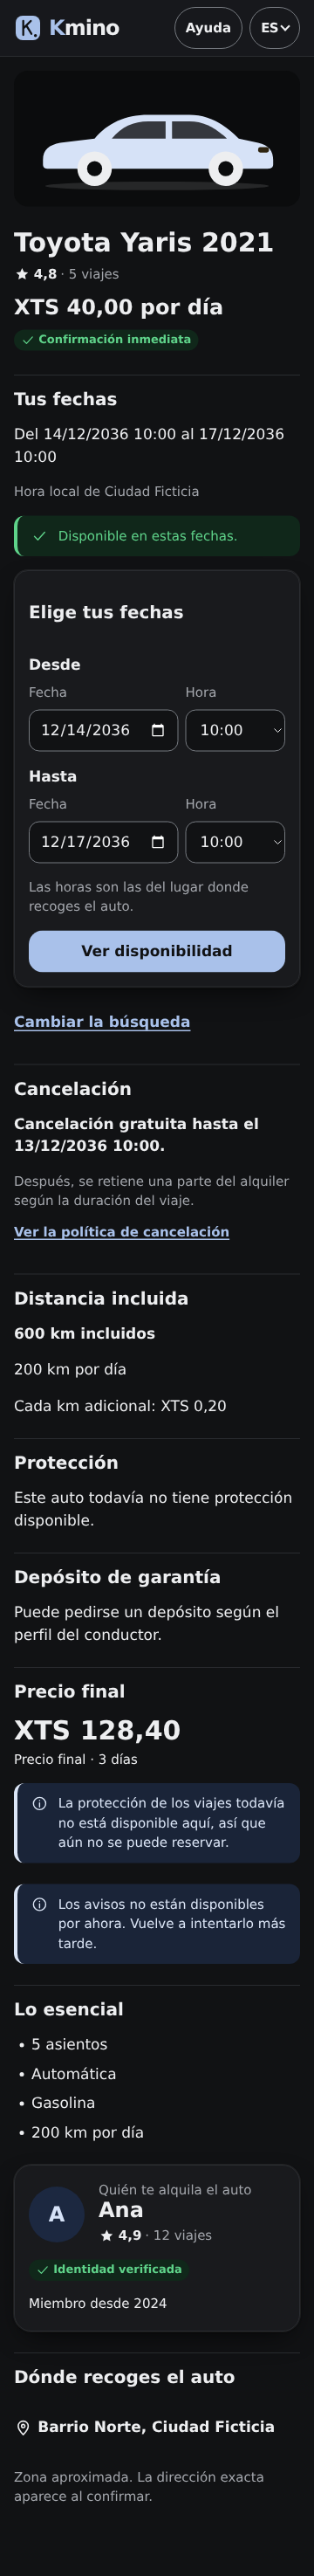 K Kmino
Ayuda
ES
Toyota Yaris 2021
4,8 · 5 viajes
XTS 40,00 por día
Confirmación inmediata
Tus fechas
Del 14/12/2036 10:00 al 17/12/2036
10:00
Hora local de Ciudad Ficticia
Disponible en estas fechas.
Elige tus fechas
Desde
Fecha Hora
12/14/2036 10:00
Hasta
Fecha Hora
12/17/2036 10:00
Las horas son las del lugar donde
recoges el auto.
Ver disponibilidad
Cambiar la búsqueda
Cancelación
Cancelación gratuita hasta el
13/12/2036 10:00.
Después, se retiene una parte del alquiler
según la duración del viaje.
Ver la política de cancelación
Distancia incluida
600 km incluidos
200 km por día
Cada km adicional: XTS 0,20
Protección
Este auto todavía no tiene protección
disponible.
Depósito de garantía
Puede pedirse un depósito según el
perfil del conductor.
Precio final
XTS 128,40
Precio final · 3 días
La protección de los viajes todavía
no está disponible aquí, así que
aún no se puede reservar.
Los avisos no están disponibles
por ahora. Vuelve a intentarlo más
tarde.
Lo esencial
• 5 asientos
• Automática
• Gasolina
• 200 km por día
A
Quién te alquila el auto
Ana
4,9 · 12 viajes
Identidad verificada
Miembro desde 2024
Dónde recoges el auto
Barrio Norte, Ciudad Ficticia
Zona aproximada. La dirección exacta
aparece al confirmar.